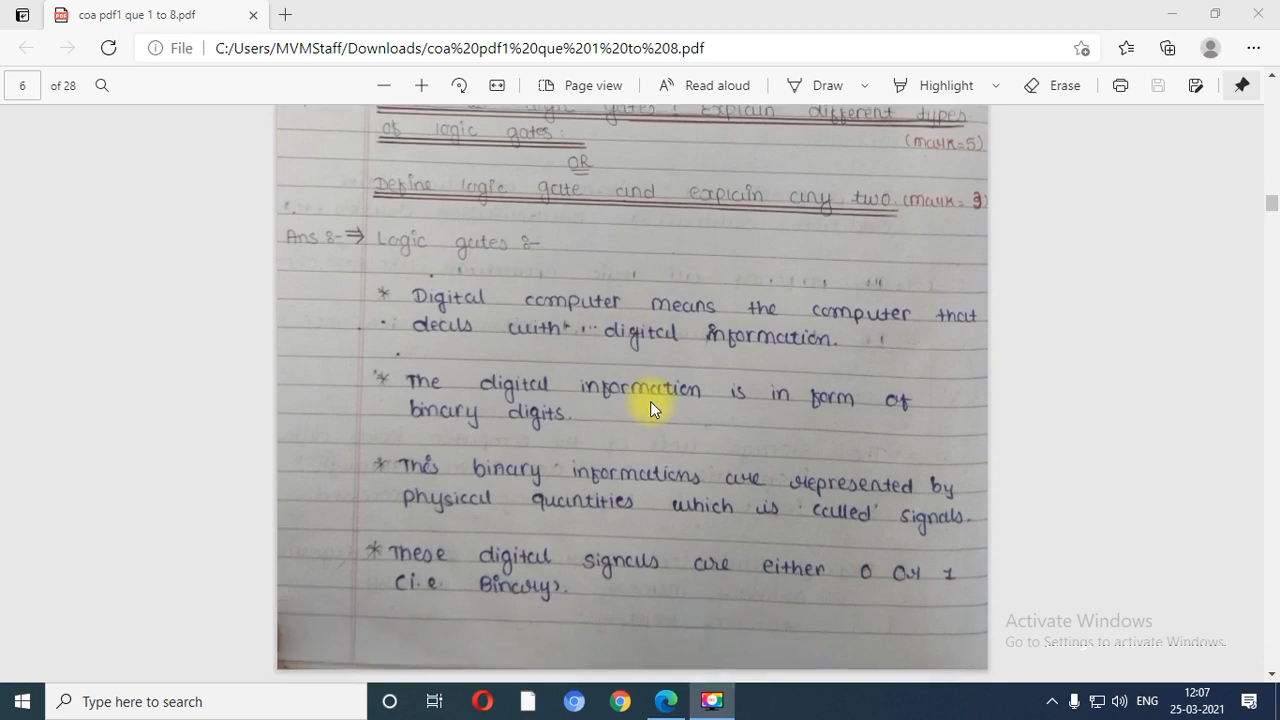 coa pdf1 que 1 to 8.pdf
File C:/Users/MVMStaff/Downloads/coa%20pdf1%20que%201%20to%208.pdf
6 of 28 Page view Read aloud Draw Highlight Erase
logic gates? Explain different types
of logic gates. (mark=5)
OR
Define logic gate and explain any two. (mark = 3)
Ans :- ⇒ Logic gates :-
* Digital computer means the computer that
deals with digital information.
* The digital information is in form of
binary digits.
* This binary informations are represented by
physical quantities which is called signals.
* These digital signals are either 0 or 1
(i.e. Binary).
Activate Windows
Go to Settings to activate Windows.
Type here to search
ENG
12:07
25-03-2021